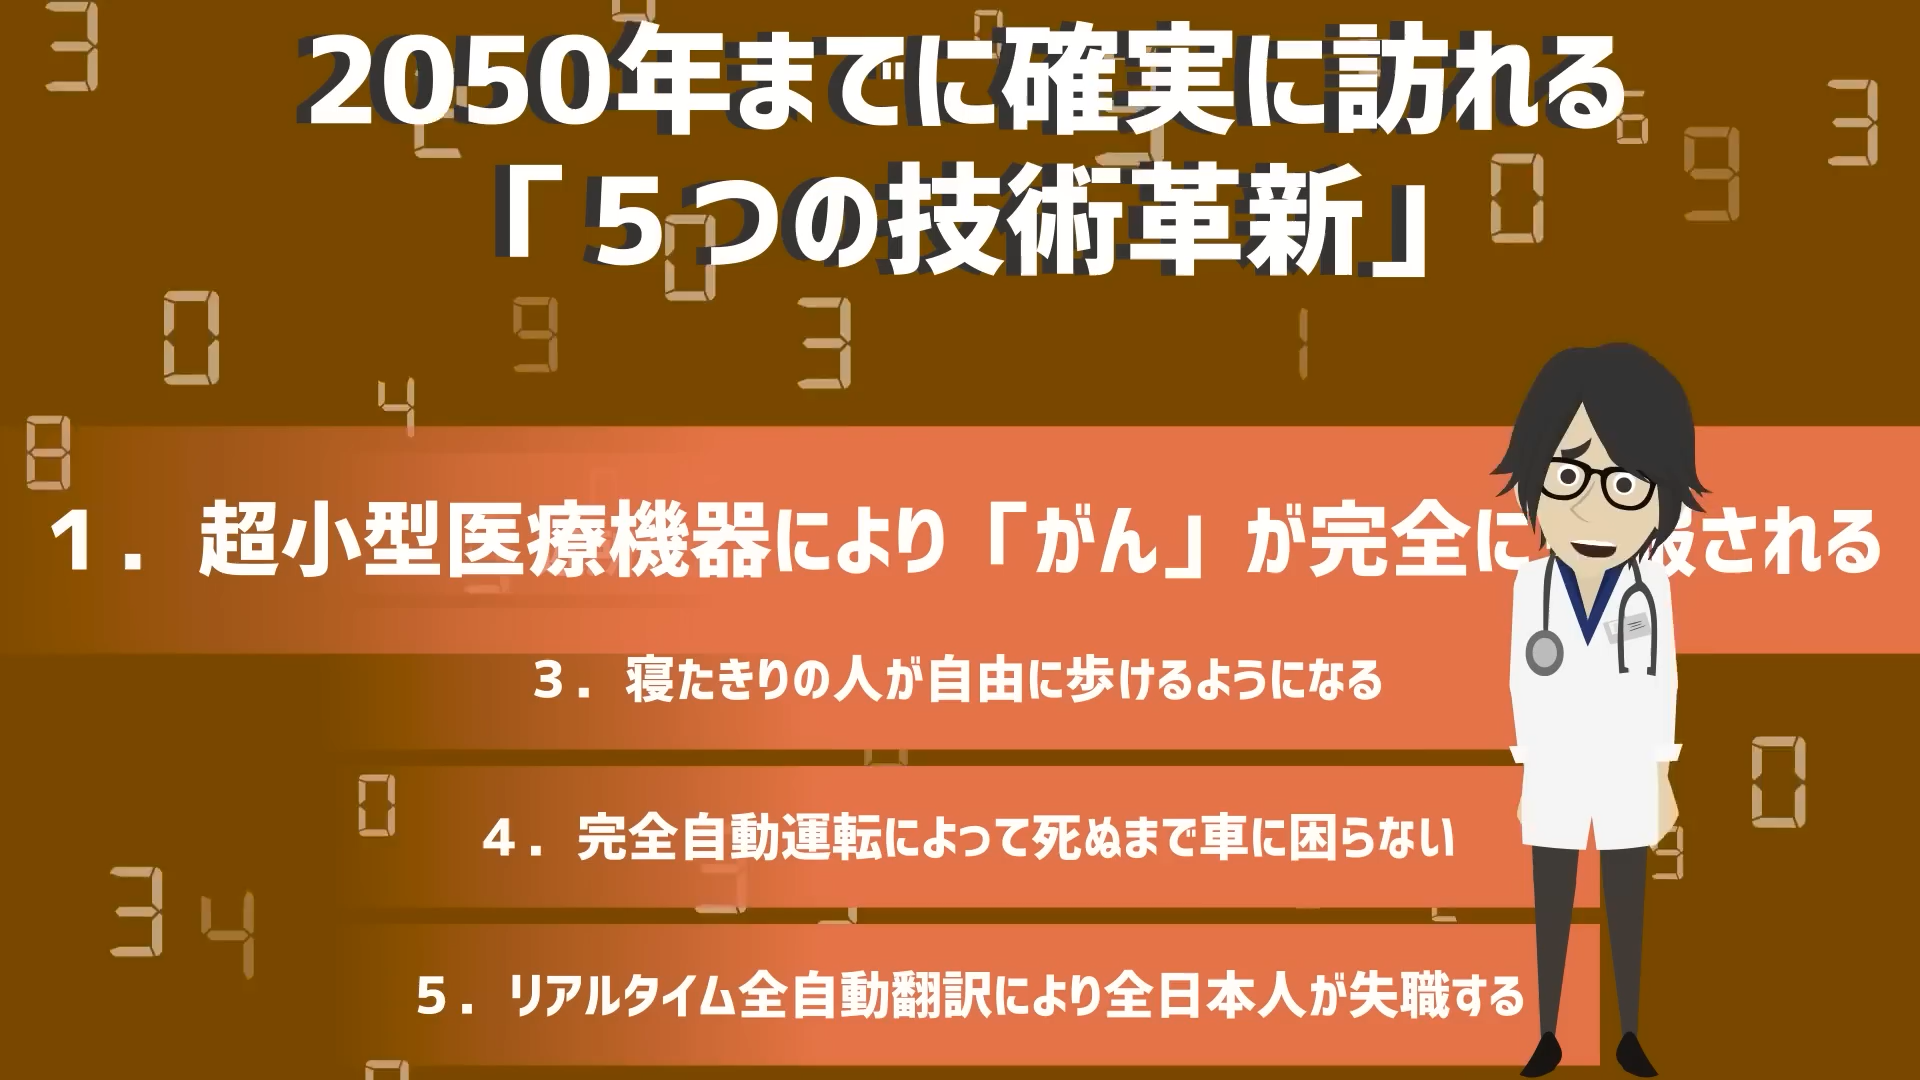 2050年までに確実に訪れる
「５つの技術革新」
１．超小型医療機器により「がん」が完全に服される
３．寝たきりの人が自由に歩けるようになる
４．完全自動運転によって死ぬまで車に困らない
５．リアルタイム全自動翻訳により全日本人が失職する